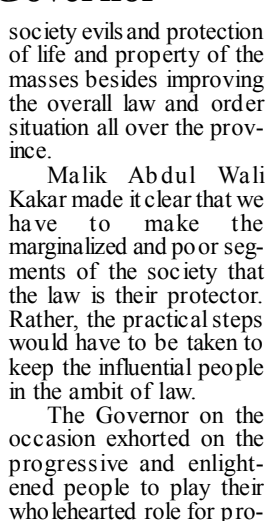 society evils and protection
of life and property of the
masses besides improving
the overall law and order
situation all over the prov-
ince.
Malik Abdul Wali
Kakar made it clear that we
have to make the
marginalized and poor seg-
ments of the society that
the law is their protector.
Rather, the practical steps
would have to be taken to
keep the influential people
in the ambit of law.
The Governor on the
occasion exhorted on the
progressive and enlight-
ened people to play their
wholehearted role for pro-